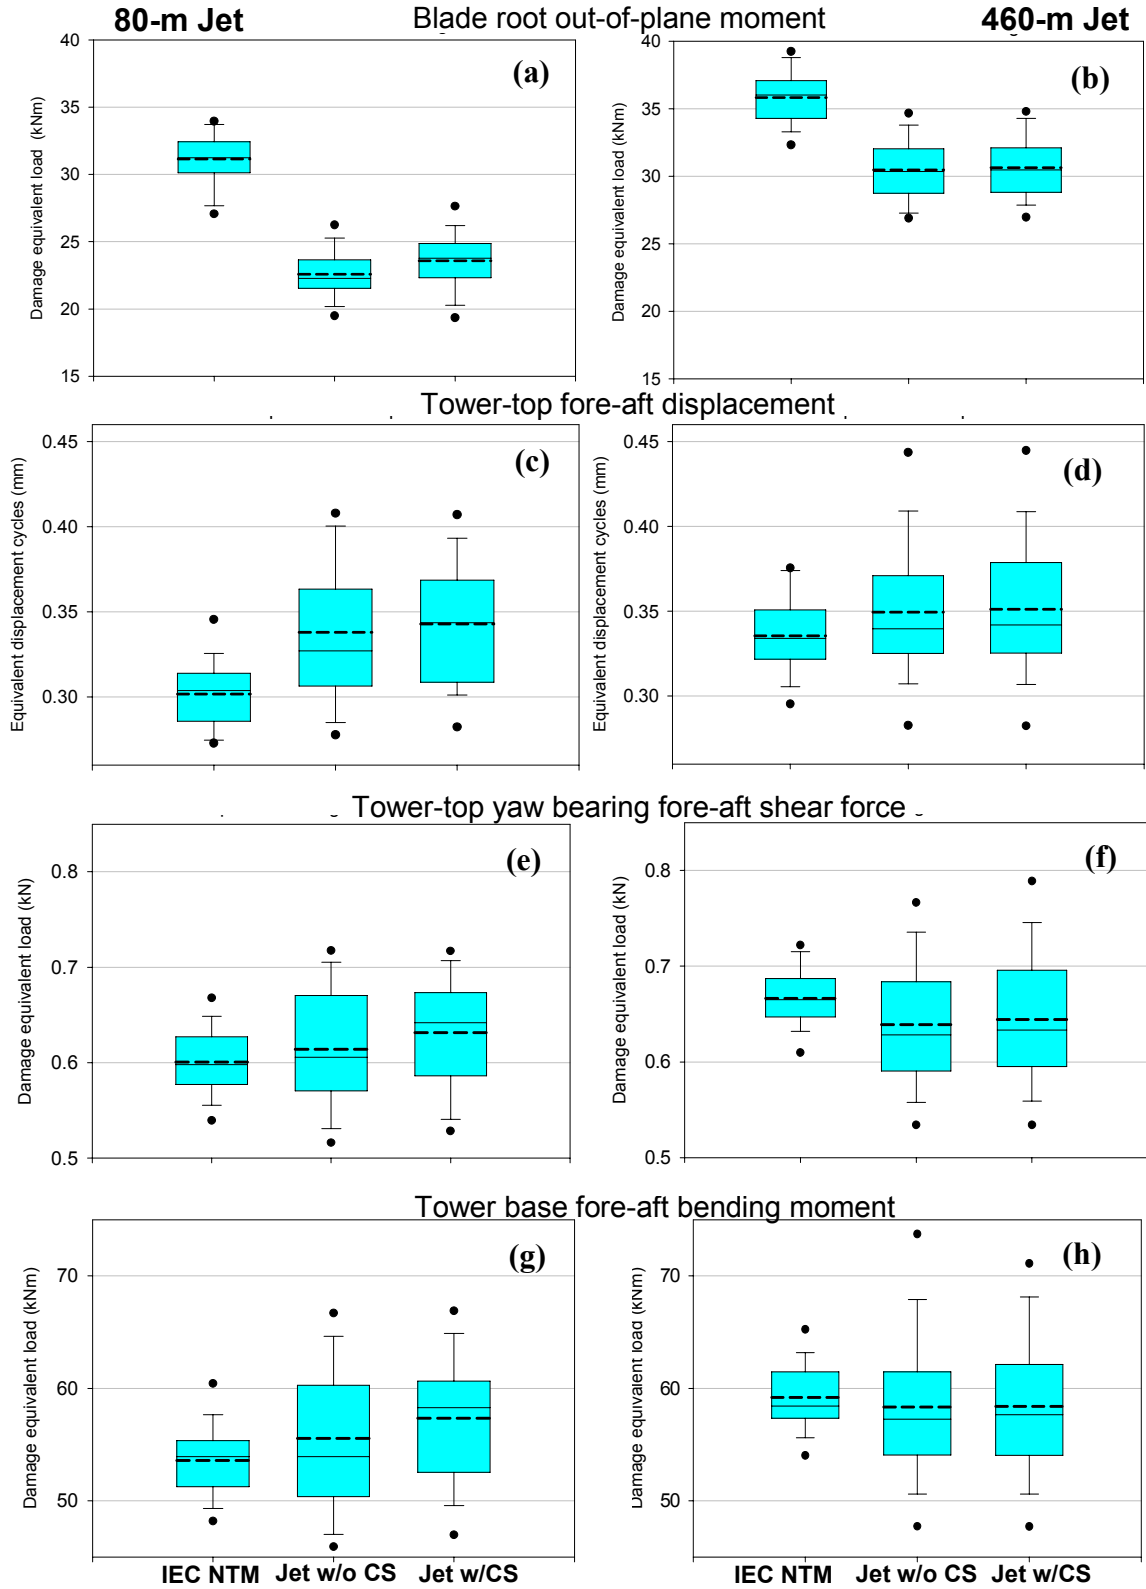 80-m Jet Blade root out-of-plane moment 460-m Jet
Damage equivalent load (kNm)
40
35
30
25
20
15
(a)
Damage equivalent load (kNm)
40
35
30
25
20
15
(b)
Tower-top fore-aft displacement
Equivalent displacement cycles (mm)
0.45
0.40
0.35
0.30
(c)
Equivalent displacement cycles (mm)
0.45
0.40
0.35
0.30
(d)
Tower-top yaw bearing fore-aft shear force
Damage equivalent load (kN)
0.8
0.7
0.6
0.5
(e)
Damage equivalent load (kN)
0.8
0.7
0.6
0.5
(f)
Tower base fore-aft bending moment
Damage equivalent load (kNm)
70
60
50
(g)
Damage equivalent load (kNm)
70
60
50
(h)
IEC NTM Jet w/o CS Jet w/CS
IEC NTM Jet w/o CS Jet w/CS